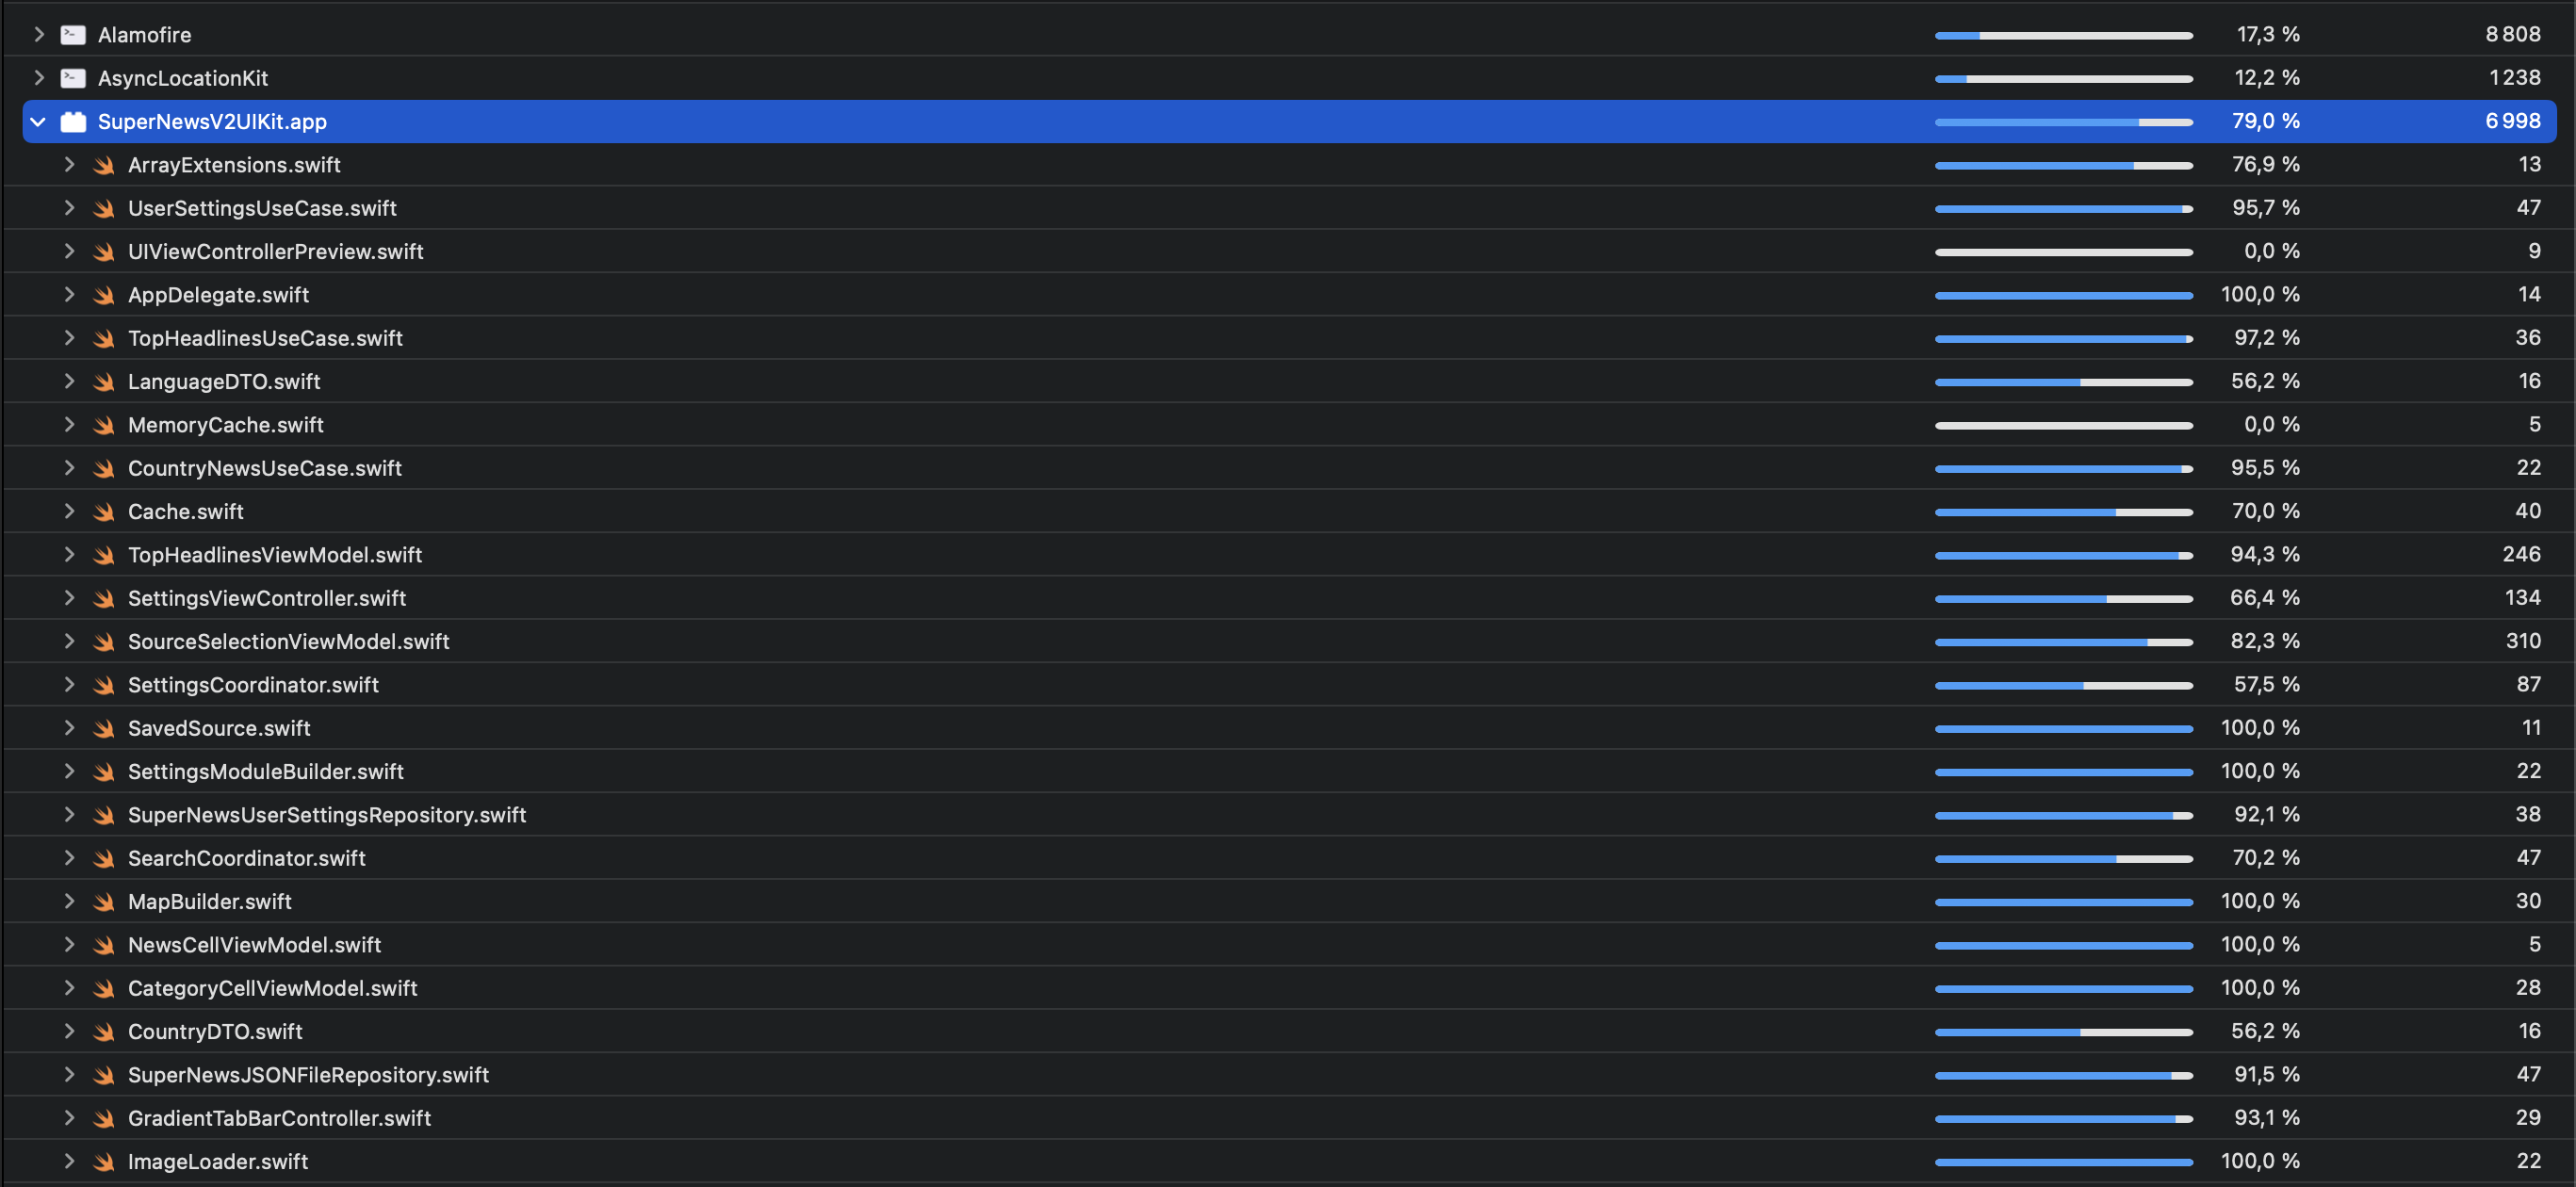 Alamofire 17,3 % 8 808
AsyncLocationKit 12,2 % 1 238
SuperNewsV2UIKit.app 79,0 % 6 998
ArrayExtensions.swift 76,9 % 13
UserSettingsUseCase.swift 95,7 % 47
UIViewControllerPreview.swift 0,0 % 9
AppDelegate.swift 100,0 % 14
TopHeadlinesUseCase.swift 97,2 % 36
LanguageDTO.swift 56,2 % 16
MemoryCache.swift 0,0 % 5
CountryNewsUseCase.swift 95,5 % 22
Cache.swift 70,0 % 40
TopHeadlinesViewModel.swift 94,3 % 246
SettingsViewController.swift 66,4 % 134
SourceSelectionViewModel.swift 82,3 % 310
SettingsCoordinator.swift 57,5 % 87
SavedSource.swift 100,0 % 11
SettingsModuleBuilder.swift 100,0 % 22
SuperNewsUserSettingsRepository.swift 92,1 % 38
SearchCoordinator.swift 70,2 % 47
MapBuilder.swift 100,0 % 30
NewsCellViewModel.swift 100,0 % 5
CategoryCellViewModel.swift 100,0 % 28
CountryDTO.swift 56,2 % 16
SuperNewsJSONFileRepository.swift 91,5 % 47
GradientTabBarController.swift 93,1 % 29
ImageLoader.swift 100,0 % 22